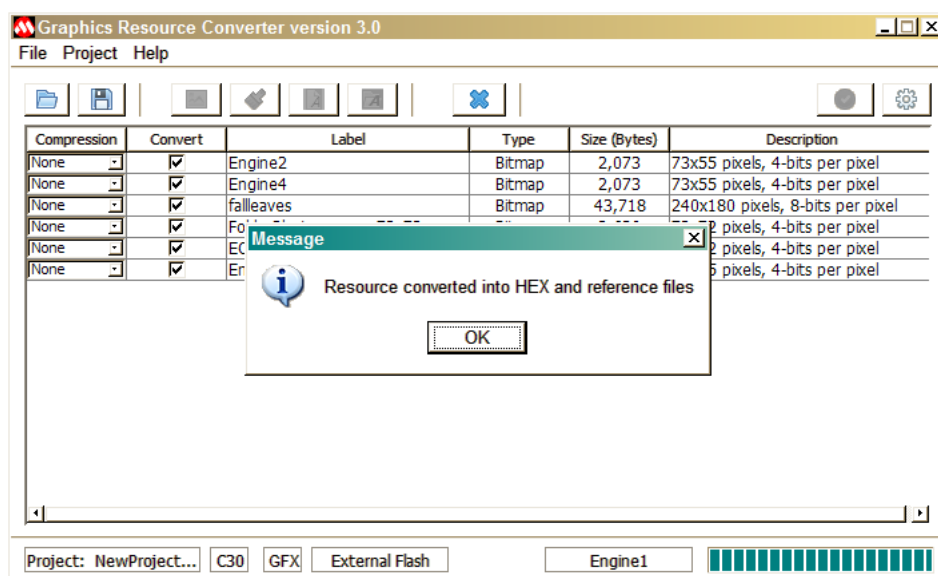 Graphics Resource Converter version 3.0
File Project Help
Compression Convert Label Type Size (Bytes) Description
None Engine2 Bitmap 2,073 73x55 pixels, 4-bits per pixel
None Engine4 Bitmap 2,073 73x55 pixels, 4-bits per pixel
None fallleaves Bitmap 43,718 240x180 pixels, 8-bits per pixel
None pixels, 4-bits per pixel
None pixels, 4-bits per pixel
None pixels, 4-bits per pixel
Message
Resource converted into HEX and reference files
OK
Project: NewProject... C30 GFX External Flash Engine1